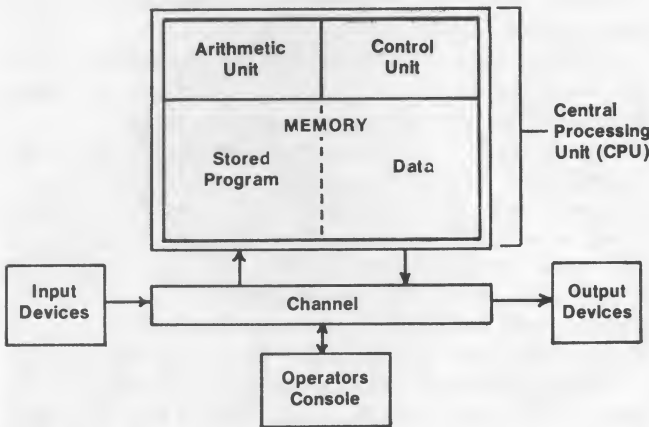 Arithmetic
Unit
Control
Unit
MEMORY
Stored
Program
Data
Central
Processing
Unit (CPU)
Input
Devices
Channel
Output
Devices
Operators
Console